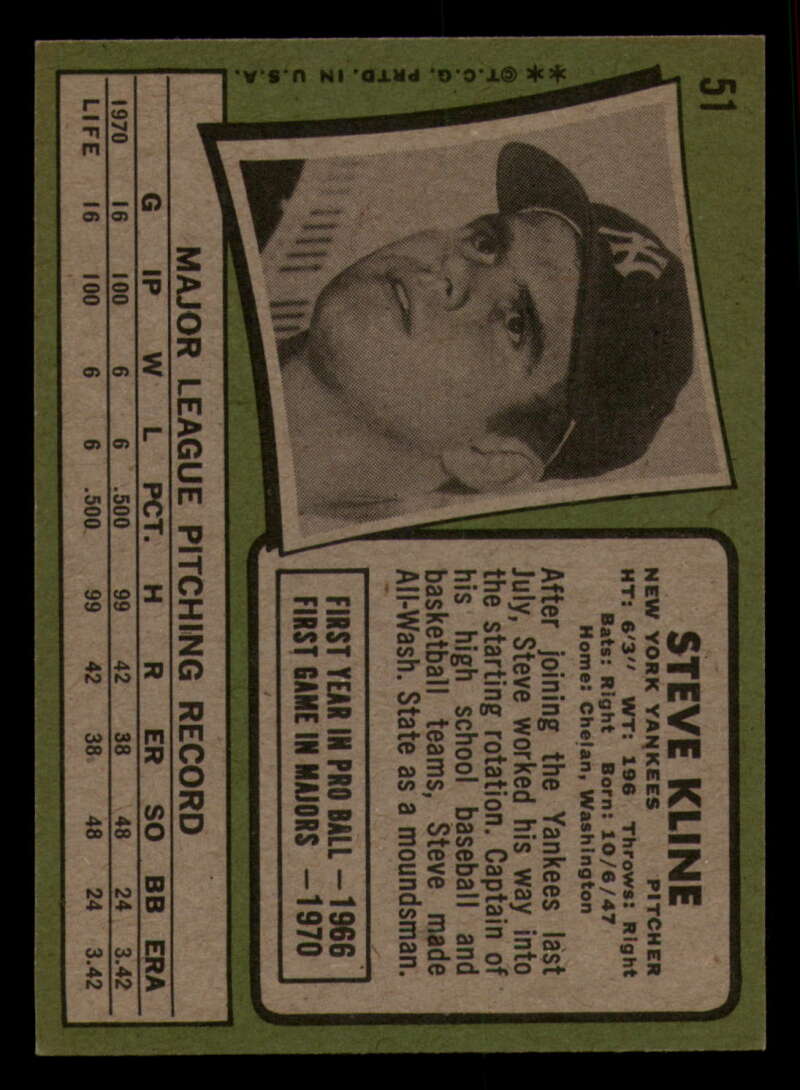 51
**©T.C.G. PRTD. IN U.S.A.
NY
STEVE KLINE
NEW YORK YANKEES PITCHER
HT: 6'3" WT: 196 Throws: Right
Bats: Right Born: 10/6/47
Home: Chelan, Washington
After joining the Yankees last
July, Steve worked his way into
the starting rotation. Captain of
his high school baseball and
basketball teams, Steve made
All-Wash. State as a moundsman.
FIRST YEAR IN PRO BALL — 1966
FIRST GAME IN MAJORS — 1970
MAJOR LEAGUE PITCHING RECORD
G IP W L PCT. H R ER SO BB ERA
1970 16 100 6 6 .500 99 42 38 48 24 3.42
LIFE 16 100 6 6 .500 99 42 38 48 24 3.42